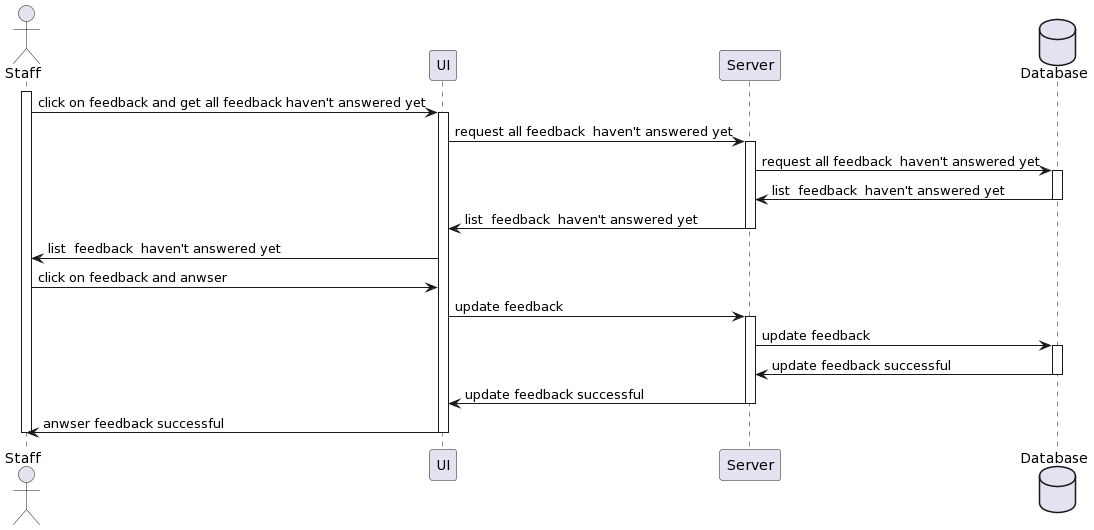 Staff
UI
Server
Database
click on feedback and get all feedback haven't answered yet
request all feedback  haven't answered yet
request all feedback  haven't answered yet
list  feedback  haven't answered yet
list  feedback  haven't answered yet
list  feedback  haven't answered yet
click on feedback and anwser
update feedback
update feedback
update feedback successful
update feedback successful
anwser feedback successful
Staff
UI
Server
Database